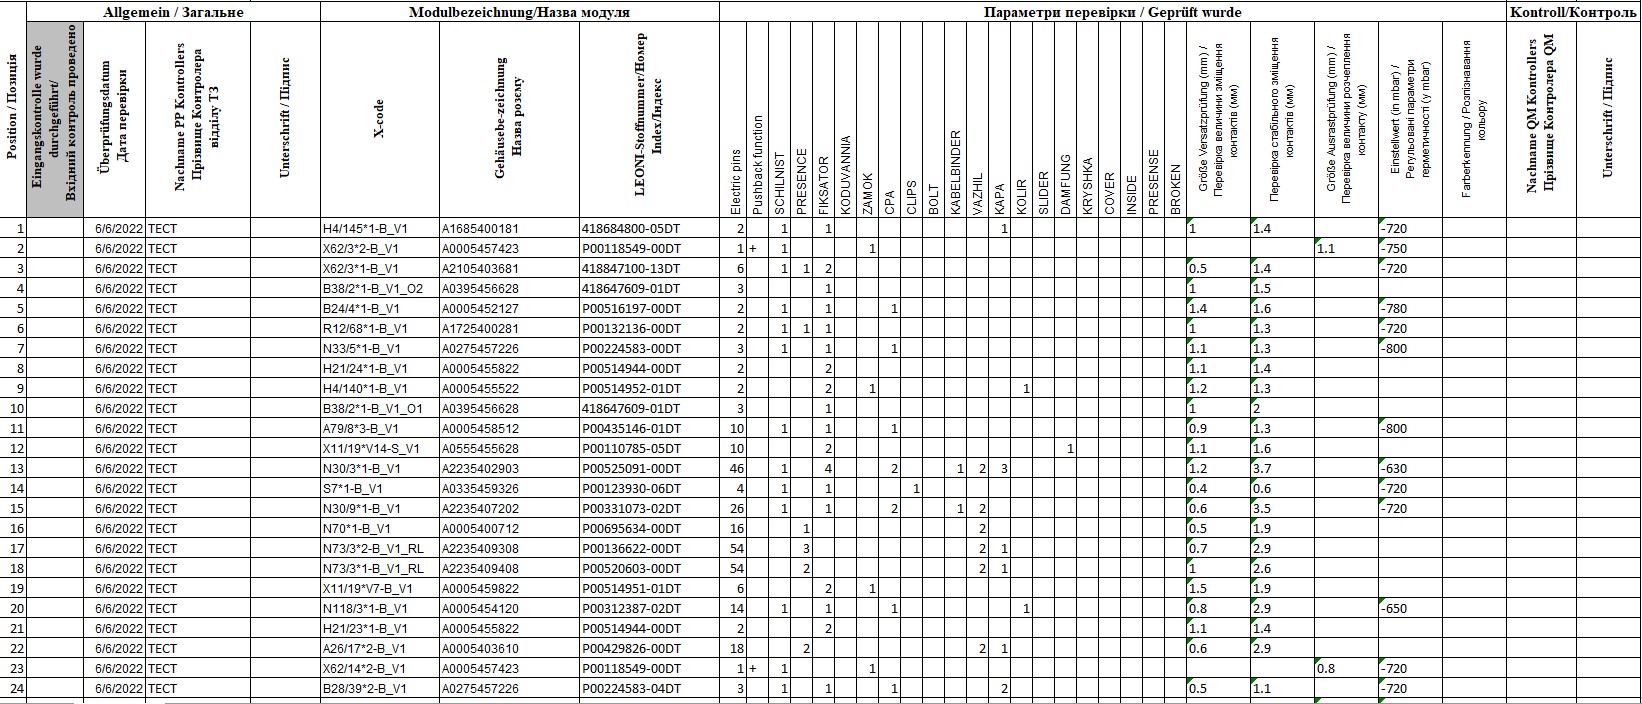 Allgemein / Загальне Modulbezeichnung/Назва модуля Параметри перевірки / Geprüft wurde Kontroll/Контроль
Position / Позиція
Eingangskontrolle wurde
durchgeführt/
Вхідний контроль проведено
Überprüfungsdatum
Дата перевірки
Nachname PP Kontrollers
Прізвище Контролера
відділу ТЗ
Unterschrift / Підпис
X-code
Gehäusebe-zeichnung
Назва розєму
LEONI-Stoffnummer/Номер
Index/Індекс
Electric pins
Pushback function
SCHILNIST
PRESENCE
FIKSATOR
KODUVANNIA
ZAMOK
CPA
CLIPS
BOLT
KABELBINDER
VAZHIL
KAPA
KOLIR
SLIDER
DAMFUNG
KRYSHKA
COVER
INSIDE
PRESENSE
BROKEN
Größe Versatzprüfung (mm) /
Перевірка величини зміщення
контактів (мм)
Перевірка стабільного зміщення
контактів (мм)
Größe Ausrastprüfung (mm) /
Перевірка величини розчеплення
контакту (мм)
Einstellwert (in mbar) /
Регульовані параметри
герметичності (у mbar)
Farberkennung / Розпізнавання
кольору
Nachname QM Kontrollers
Прізвище Контролера QM
Unterschrift / Підпис
1 6/6/2022 ТЕСТ H4/145*1-B_V1 A1685400181 418684800-05DT 2 1 1 1 1 1.4 -720
2 6/6/2022 ТЕСТ X62/3*2-B_V1 A0005457423 P00118549-00DT 1 + 1 1 1.1 -750
3 6/6/2022 ТЕСТ X62/3*1-B_V1 A2105403681 418847100-13DT 6 1 1 2 0.5 1.4 -720
4 6/6/2022 ТЕСТ B38/2*1-B_V1_O2 A0395456628 418647609-01DT 3 1 1 1.5
5 6/6/2022 ТЕСТ B24/4*1-B_V1 A0005452127 P00516197-00DT 2 1 1 1 1.4 1.6 -780
6 6/6/2022 ТЕСТ R12/68*1-B_V1 A1725400281 P00132136-00DT 2 1 1 1 1 1.3 -720
7 6/6/2022 ТЕСТ N33/5*1-B_V1 A0275457226 P00224583-00DT 3 1 1 1 1.1 1.3 -800
8 6/6/2022 ТЕСТ H21/24*1-B_V1 A0005455822 P00514944-00DT 2 2 1.1 1.4
9 6/6/2022 ТЕСТ H4/140*1-B_V1 A0005455522 P00514952-01DT 2 2 1 1 1.2 1.3
10 6/6/2022 ТЕСТ B38/2*1-B_V1_O1 A0395456628 418647609-01DT 3 1 1 2
11 6/6/2022 ТЕСТ A79/8*3-B_V1 A0005458512 P00435146-01DT 10 1 1 1 0.9 1.3 -800
12 6/6/2022 ТЕСТ X11/19*V14-S_V1 A0555455628 P00110785-05DT 10 2 1 1.1 1.6
13 6/6/2022 ТЕСТ N30/3*1-B_V1 A2235402903 P00525091-00DT 46 1 4 2 1 2 3 1.2 3.7 -630
14 6/6/2022 ТЕСТ S7*1-B_V1 A0335459326 P00123930-06DT 4 1 1 1 0.4 0.6 -720
15 6/6/2022 ТЕСТ N30/9*1-B_V1 A2235407202 P00331073-02DT 26 1 1 2 1 2 0.6 3.5 -720
16 6/6/2022 ТЕСТ N70*1-B_V1 A0005400712 P00695634-00DT 16 1 2 0.5 1.9
17 6/6/2022 ТЕСТ N73/3*2-B_V1_RL A2235409308 P00136622-00DT 54 3 2 1 0.7 2.9
18 6/6/2022 ТЕСТ N73/3*1-B_V1_RL A2235409408 P00520603-00DT 54 2 2 1 1 2.6
19 6/6/2022 ТЕСТ X11/19*V7-B_V1 A0005459822 P00514951-01DT 6 2 1 1.5 1.9
20 6/6/2022 ТЕСТ N118/3*1-B_V1 A0005454120 P00312387-02DT 14 1 1 1 1 0.8 2.9 -650
21 6/6/2022 ТЕСТ H21/23*1-B_V1 A0005455822 P00514944-00DT 2 2 1.1 1.4
22 6/6/2022 ТЕСТ A26/17*2-B_V1 A0005403610 P00429826-00DT 18 2 2 1 0.6 2.9
23 6/6/2022 ТЕСТ X62/14*2-B_V1 A0005457423 P00118549-00DT 1 + 1 1 0.8 -720
24 6/6/2022 ТЕСТ B28/39*2-B_V1 A0275457226 P00224583-04DT 3 1 1 1 2 0.5 1.1 -720